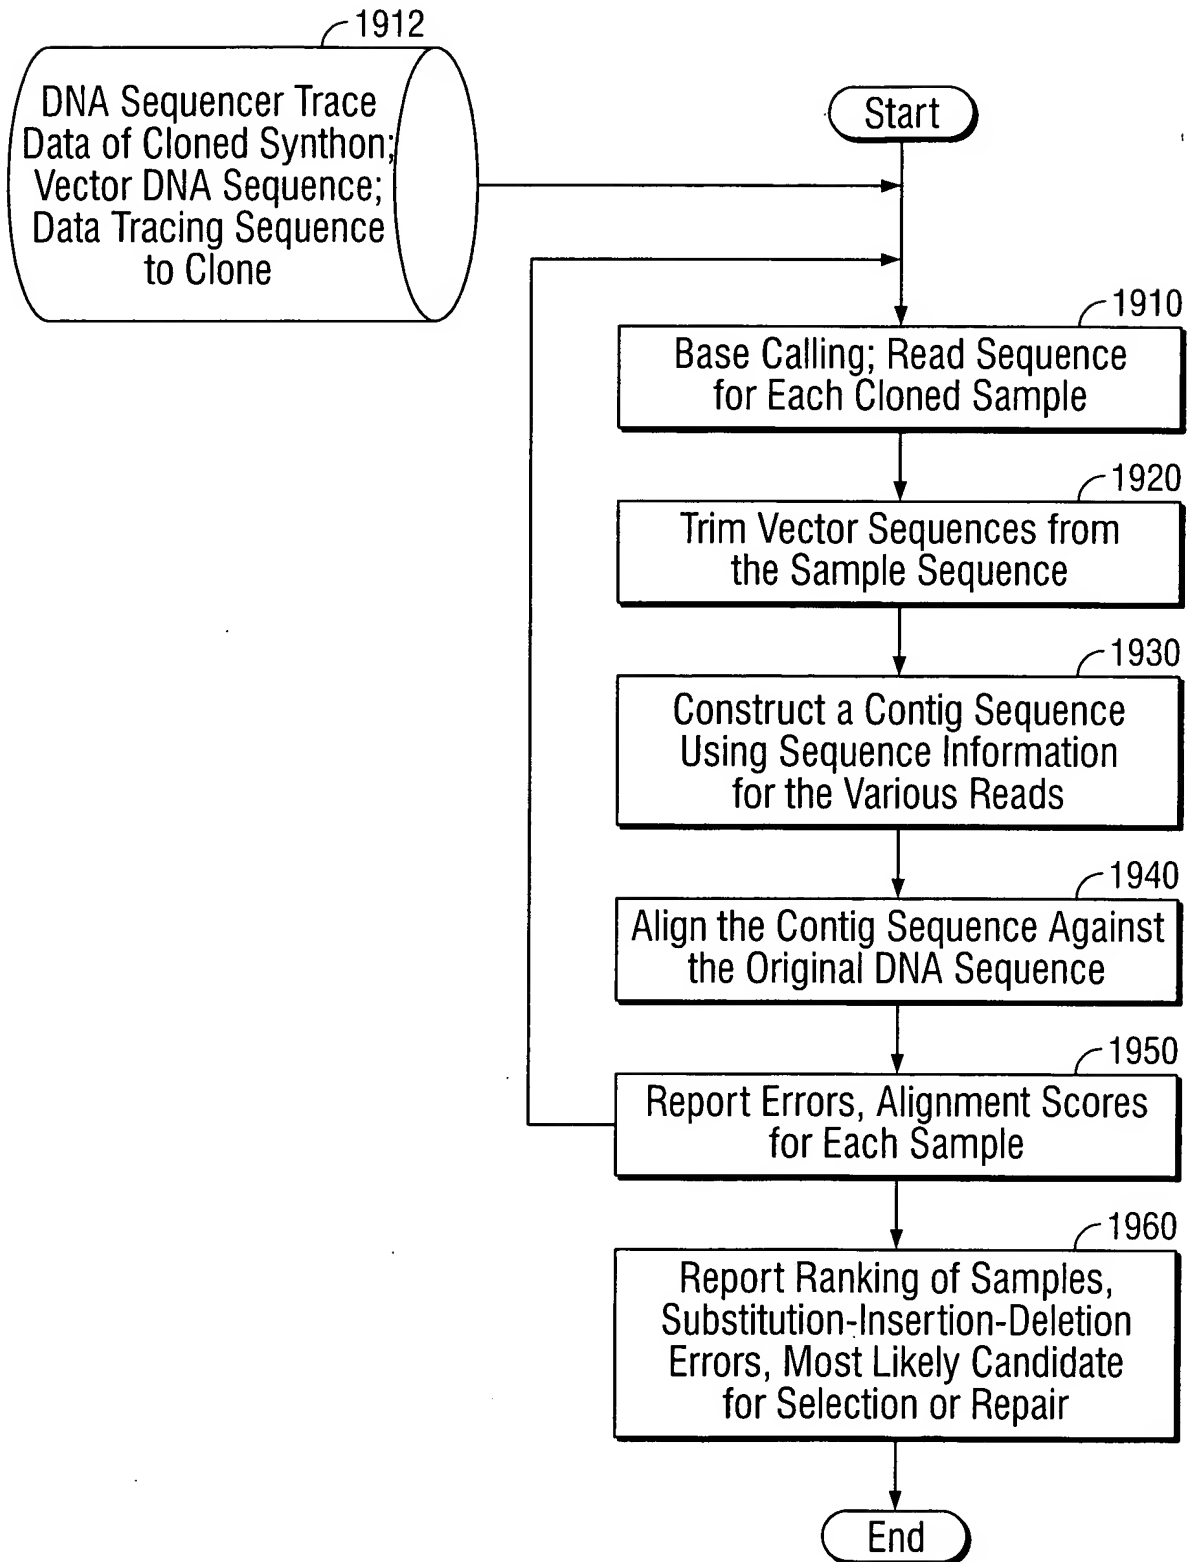 1912
DNA Sequencer Trace
Data of Cloned Synthon;
Vector DNA Sequence;
Data Tracing Sequence
to Clone
Start
1910
Base Calling; Read Sequence
for Each Cloned Sample
1920
Trim Vector Sequences from
the Sample Sequence
1930
Construct a Contig Sequence
Using Sequence Information
for the Various Reads
1940
Align the Contig Sequence Against
the Original DNA Sequence
1950
Report Errors, Alignment Scores
for Each Sample
1960
Report Ranking of Samples,
Substitution-Insertion-Deletion
Errors, Most Likely Candidate
for Selection or Repair
End